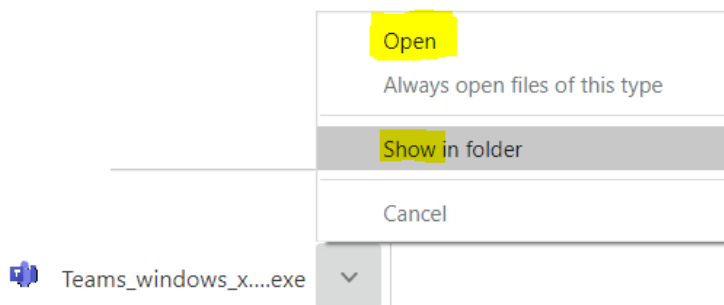 Open
Always open files of this type
Show in folder
Cancel
Teams_windows_x....exe